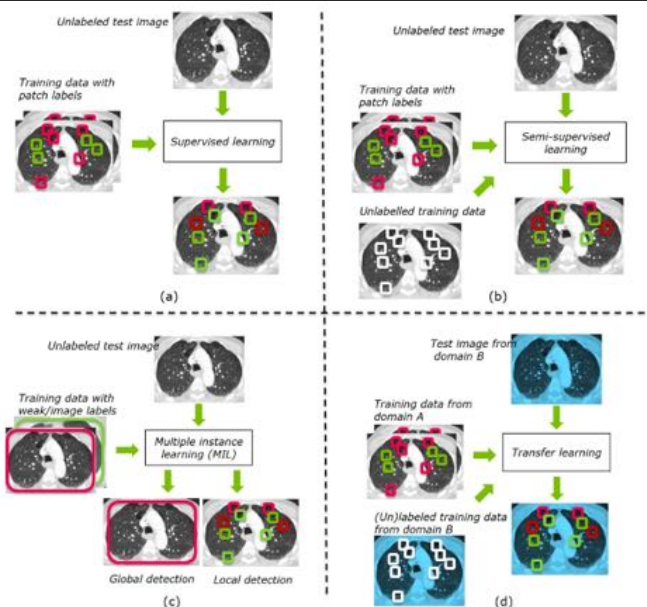 Unlabeled test image
Training data with
patch labels
Supervised learning
(a)
Unlabeled test image
Training data with
patch labels
Semi-supervised
learning
Unlabelled training data
(b)
Unlabeled test image
Training data with
weak/image labels
Multiple instance
learning (MIL)
Global detection
Local detection
(c)
Test image from
domain B
Training data from
domain A
Transfer learning
(Un)labeled training data
from domain B
(d)